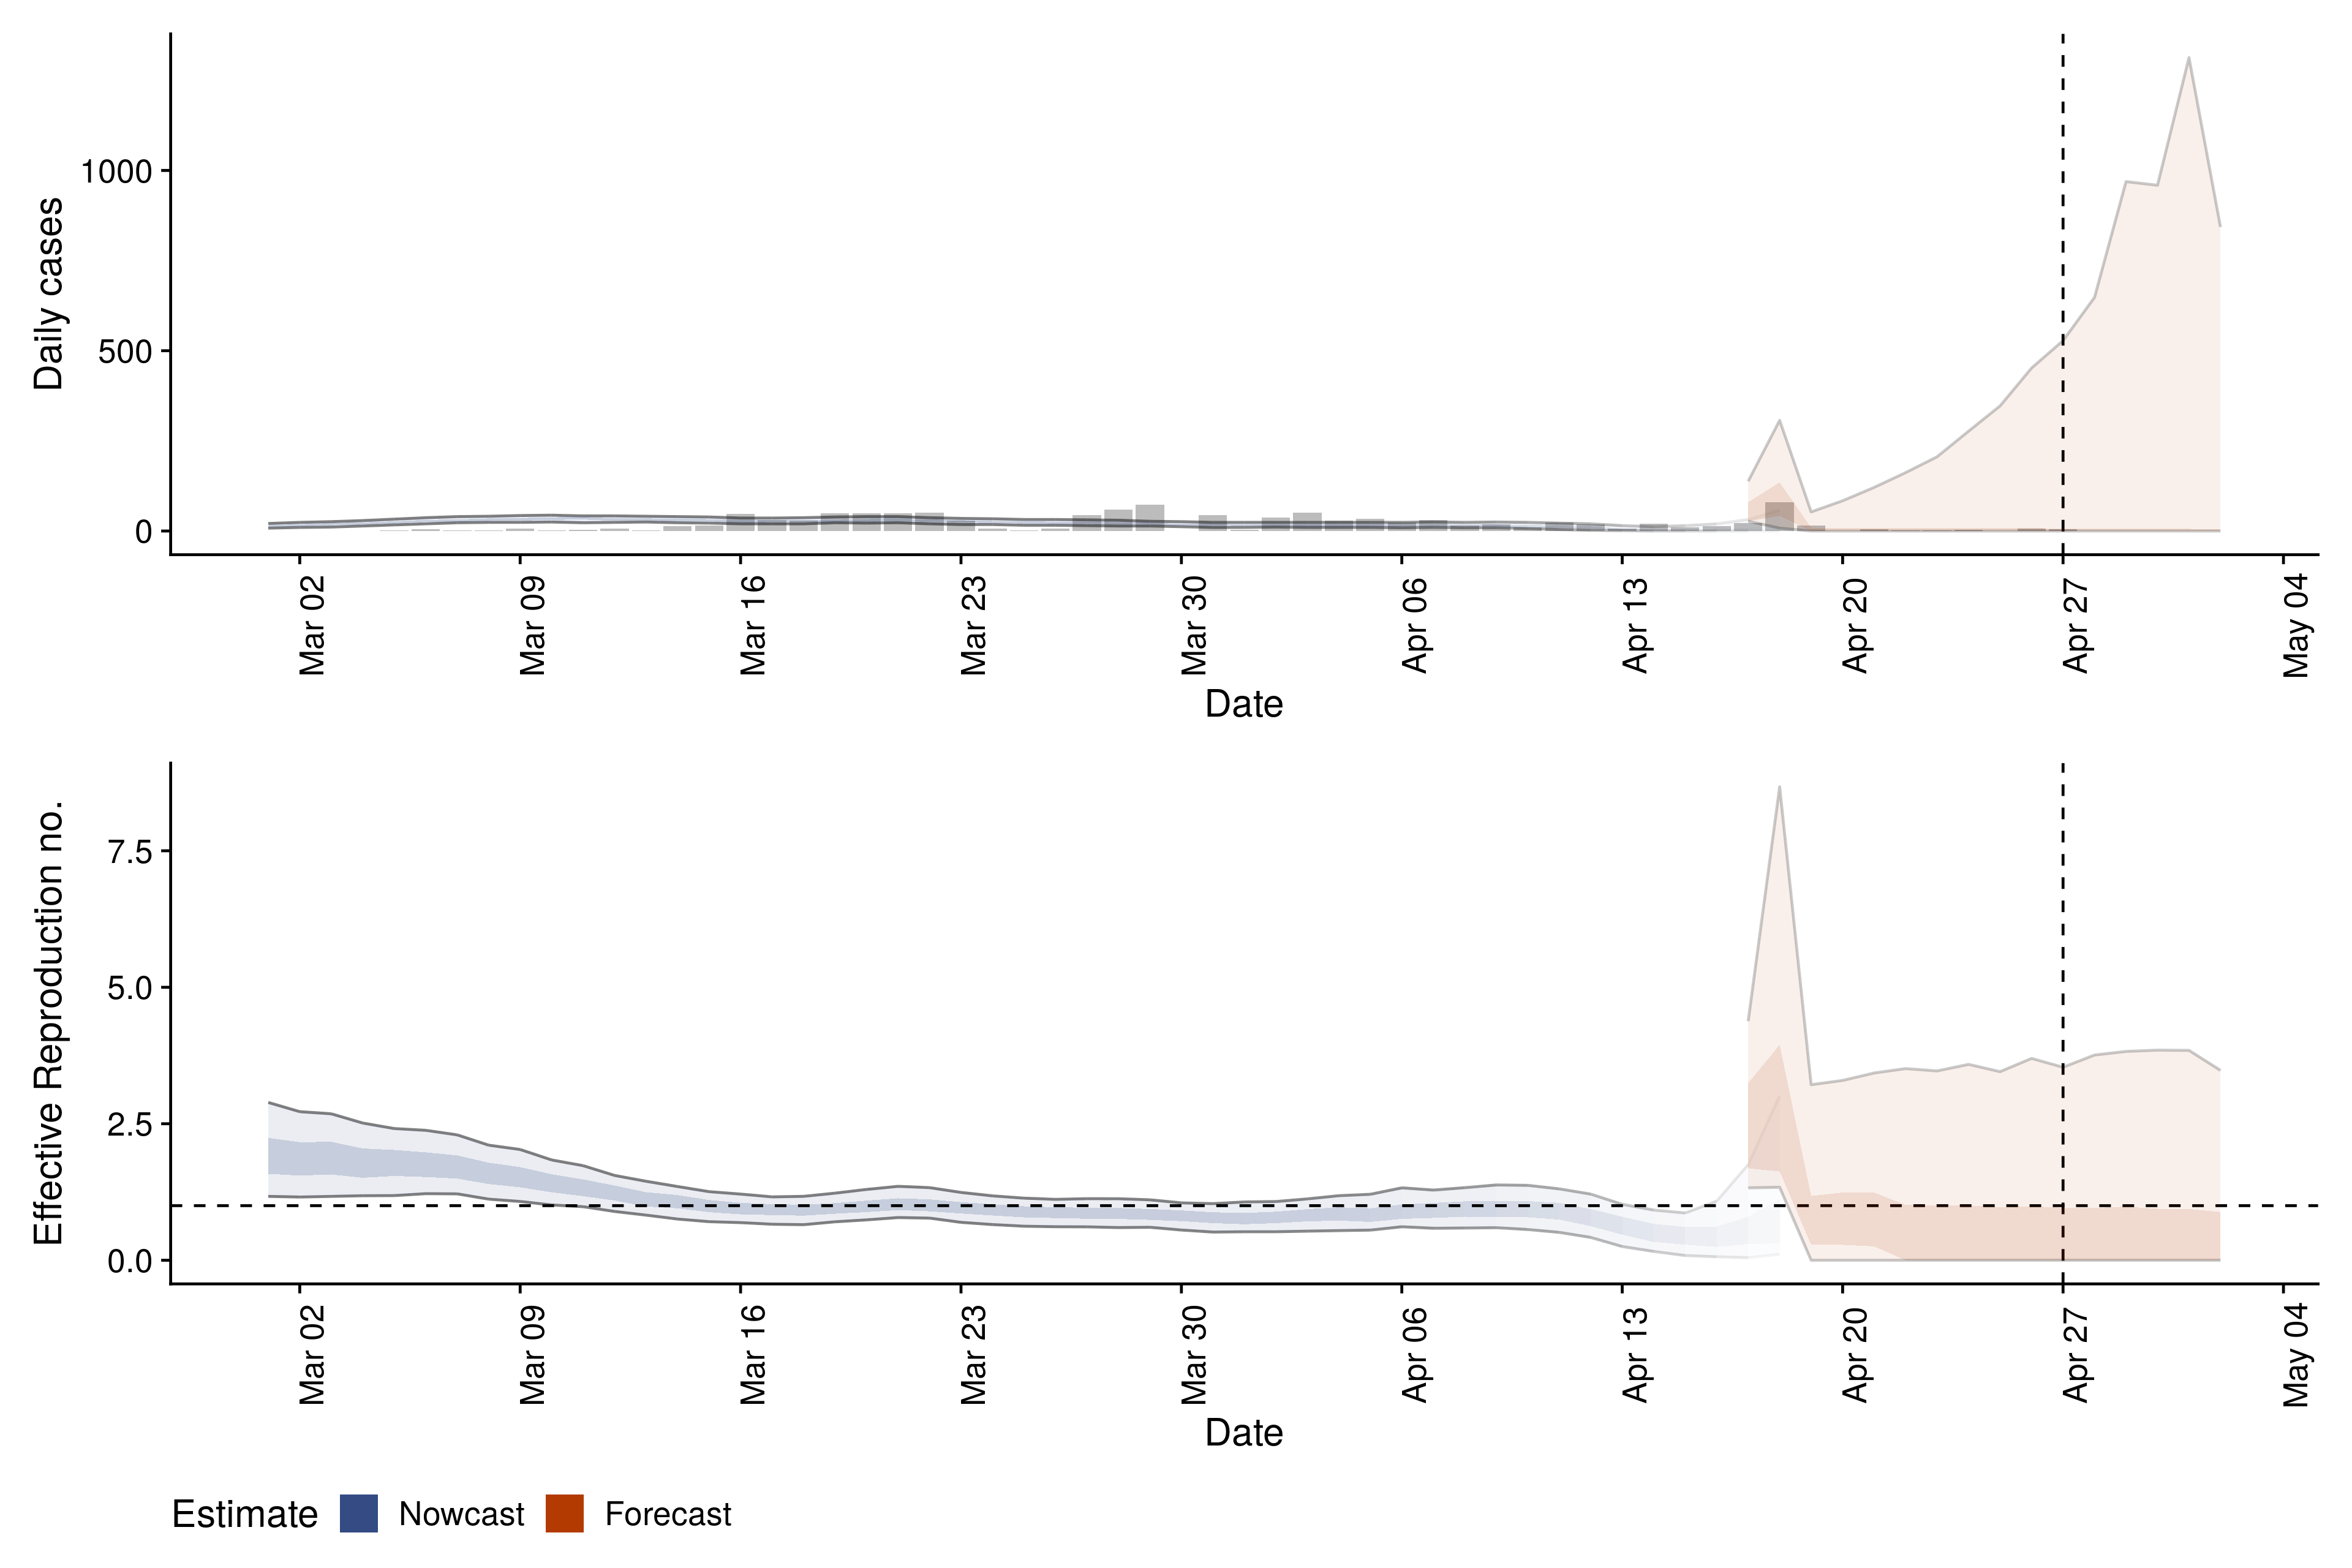 Daily cases
1000
500
0
Mar 02
Mar 09
Mar 16
Mar 23
Mar 30
Apr 06
Apr 13
Apr 20
Apr 27
May 04
Date
Effective Reproduction no.
7.5
5.0
2.5
0.0
Mar 02
Mar 09
Mar 16
Mar 23
Mar 30
Apr 06
Apr 13
Apr 20
Apr 27
May 04
Date
Estimate Nowcast Forecast